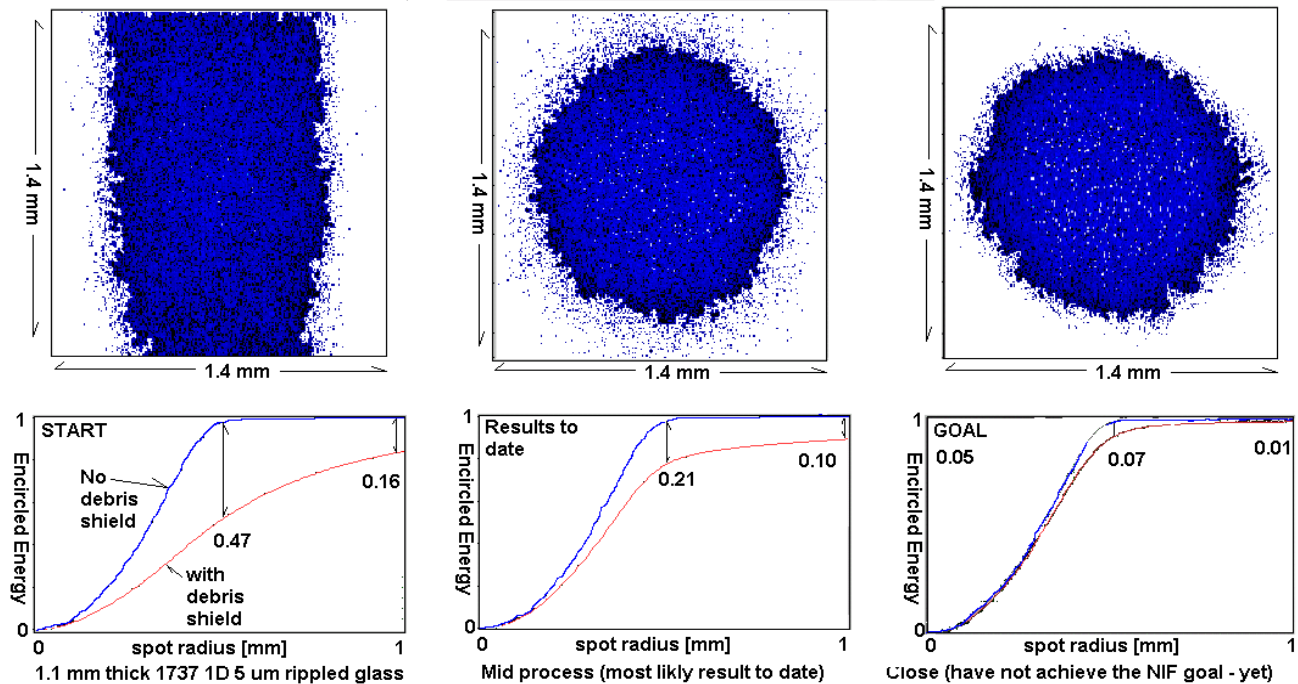 1.4 mm
1.4 mm
1.4 mm
1.4 mm
1.4 mm
1.4 mm
Encircled Energy
1
START
No
debris
shield
0.47
0.16
with
debris
shield
0
0
spot radius [mm]
1
1.1 mm thick 1737 1D 5 um rippled glass
Encircled Energy
1
Results to
date
0.21
0.10
0
0
spot radius [mm]
1
Mid process (most likly result to date)
Encircled Energy
1
GOAL
0.05
0.07
0.01
0
0
spot radius [mm]
1
Close (have not achieve the NIF goal - yet)